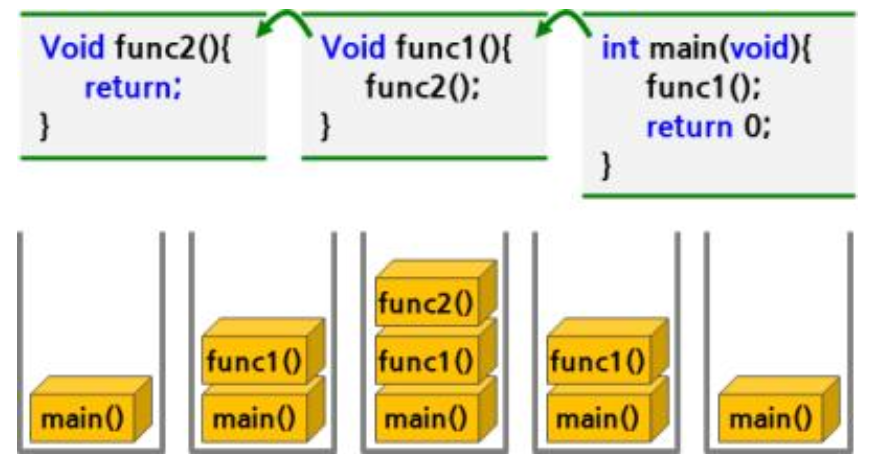 Void func2(){
return;
}
Void func1(){
func2();
}
int main(void){
func1();
return 0;
}
main()
func1()
main()
func2()
func1()
main()
func1()
main()
main()